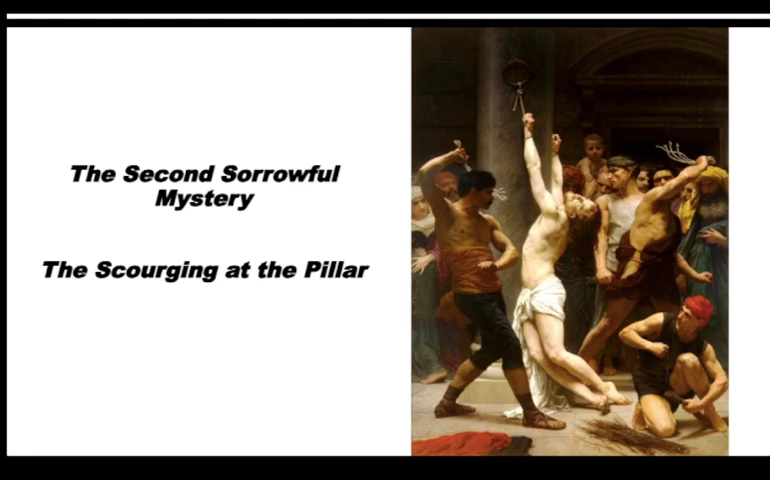 The Second Sorrowful
Mystery
The Scourging at the Pillar